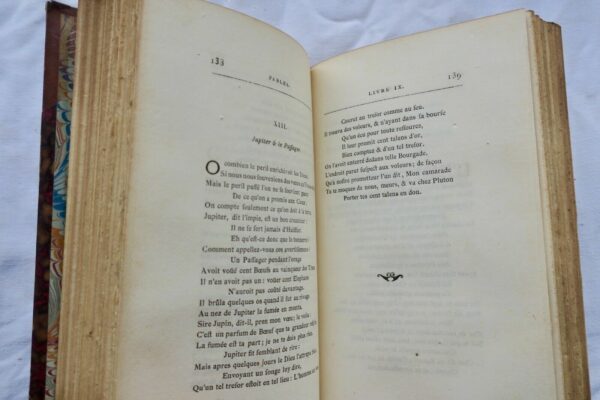 133
FABLES.
XIII.
Jupiter & le Passager.
O combien le peril enrichiroit les Dieux
Si nous nous souvenions des vœux
Mais le peril passé l'on ne se souvient
De ce qu'on a promis aux Cieux
On compte seulement ce qu'on doit à la terre.
Jupiter, dit l'impie, est un bon creancier:
Il ne se sert jamais d'Huissier.
Eh qu'est-ce donc que le tonnerre?
Comment appellez-vous ces avertissemens?
Un Passager pendant l'orage
Avoit voüé cent Bœufs au vainqueur des Titans
Il n'en avoit pas un: voüer cent Elephans
N'auroit pas coûté davantage.
Il brûla quelques os quand il fut au rivage
Au nez de Jupiter la fumée en monta.
Sire Jupin, dit-il, pren mon vœu; le voila:
C'est un parfum de Bœuf que ta grandeur
La fumée est ta part; je ne te dois plus
Jupiter fit semblant de rire:
Mais apres quelques jours le Dieu l'attrapa
Envoyant un songe luy dire,
Qu'un tel tresor estoit en tel lieu: L'homme au
LIVRE IX.
139
Courut au tresor comme au feu.
Il trouva des voleurs, & n'ayant dans sa bourse
Qu'un écu pour toute ressource,
Il leur promit cent talens d'or,
Bien comptez & d'un tel tresor.
On l'avoit enterré dedans telle Bourgade.
L'endroit parut suspect aux voleurs; de façon
Qu'à nostre prometteur l'un dit, Mon camarade
Tu te moques de nous, meurs, & va chez Pluton
Porter tes cent talens en don.